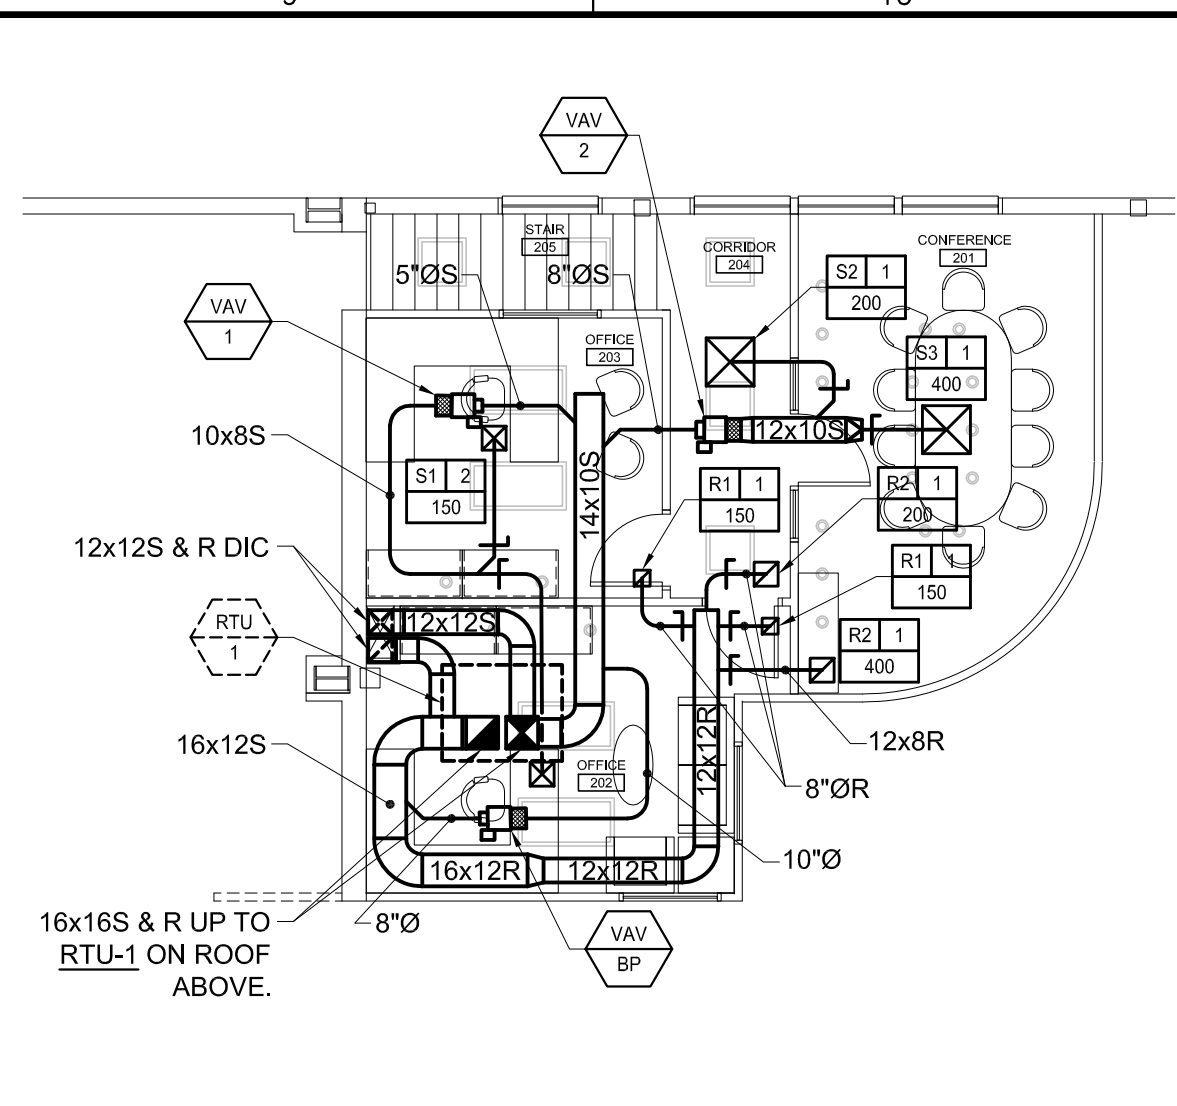 VAV
2
STAIR
205
CORRIDOR
204
CONFERENCE
201
5"ØS
8"ØS
S2 1
200
VAV
1
OFFICE
203
S3 1
400
10x8S
12x10S
14x10S
S1 2
150
R1 1
150
R2 1
200
12x12S & R DIC
R1 1
150
RTU
1
12x12S
R2 1
400
16x12S
12x12R
12x8R
OFFICE
202
8"ØR
10"Ø
16x12R
12x12R
16x16S & R UP TO
RTU-1 ON ROOF
ABOVE.
8"Ø
VAV
BP